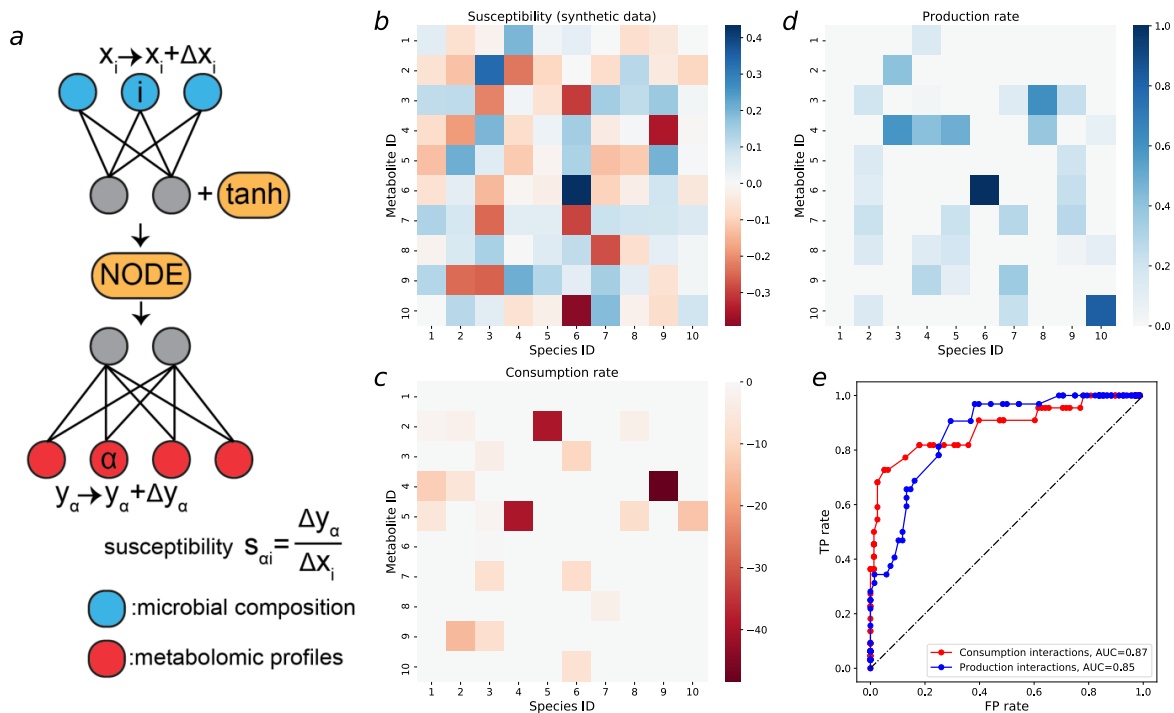 a
xᵢ→xᵢ+Δxᵢ
i
+ tanh
NODE
α
yα→yα+Δyα
susceptibility sαi = Δyα / Δxᵢ
:microbial composition
:metabolomic profiles
b
Susceptibility (synthetic data)
Metabolite ID
1
2
3
4
5
6
7
8
9
10
1 2 3 4 5 6 7 8 9 10
Species ID
0.4
0.3
0.2
0.1
0.0
−0.1
−0.2
−0.3
c
Consumption rate
Metabolite ID
1
2
3
4
5
6
7
8
9
10
1 2 3 4 5 6 7 8 9 10
Species ID
0
−10
−20
−30
−40
d
Production rate
Metabolite ID
1
2
3
4
5
6
7
8
9
10
1 2 3 4 5 6 7 8 9 10
Species ID
1.0
0.8
0.6
0.4
0.2
0.0
e
TP rate
1.0
0.8
0.6
0.4
0.2
0.0
Consumption interactions, AUC=0.87
Production interactions, AUC=0.85
0.0 0.2 0.4 0.6 0.8 1.0
FP rate